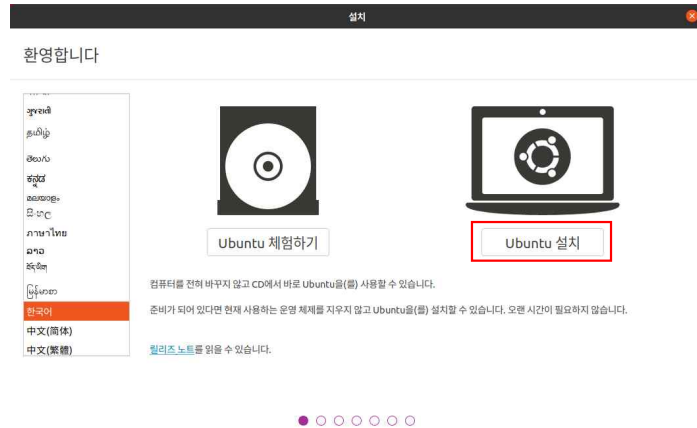 설치
환영합니다
ગુજરાતી
தமிழ்
తెలుగు
ಕನ್ನಡ
മലയാളം
සිංහල
ภาษาไทย
ລາວ
မြန်မာစာ
한국어
中文(简体)
中文(繁體)
Ubuntu 체험하기
Ubuntu 설치
컴퓨터를 전혀 바꾸지 않고 CD에서 바로 Ubuntu을(를) 사용할 수 있습니다.
준비가 되어 있다면 현재 사용하는 운영 체제를 지우지 않고 Ubuntu을(를) 설치할 수 있습니다. 오랜 시간이 필요하지 않습니다.
릴리즈 노트를 읽을 수 있습니다.